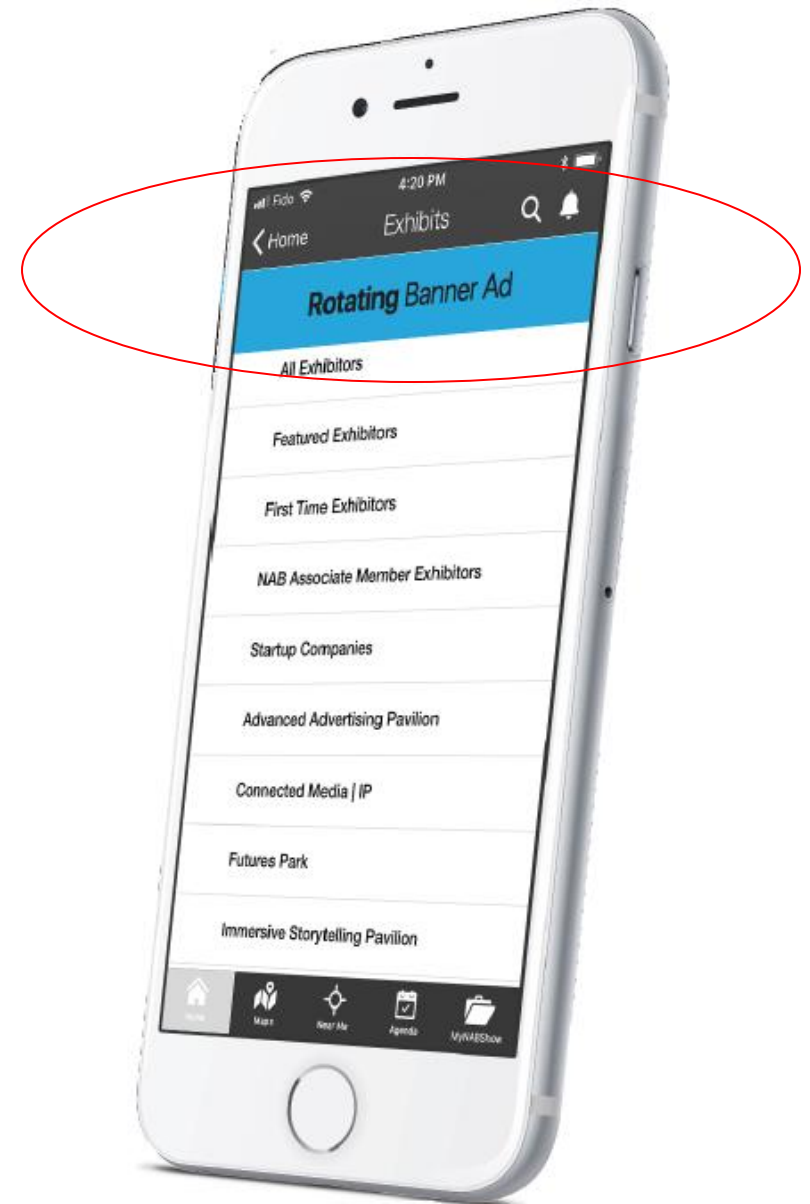 Fido
4:20 PM
Home
Exhibits
Rotating Banner Ad
All Exhibitors
Featured Exhibitors
First Time Exhibitors
NAB Associate Member Exhibitors
Startup Companies
Advanced Advertising Pavilion
Connected Media | IP
Futures Park
Immersive Storytelling Pavilion
Home
Maps
Near Me
Agenda
MyNABShow